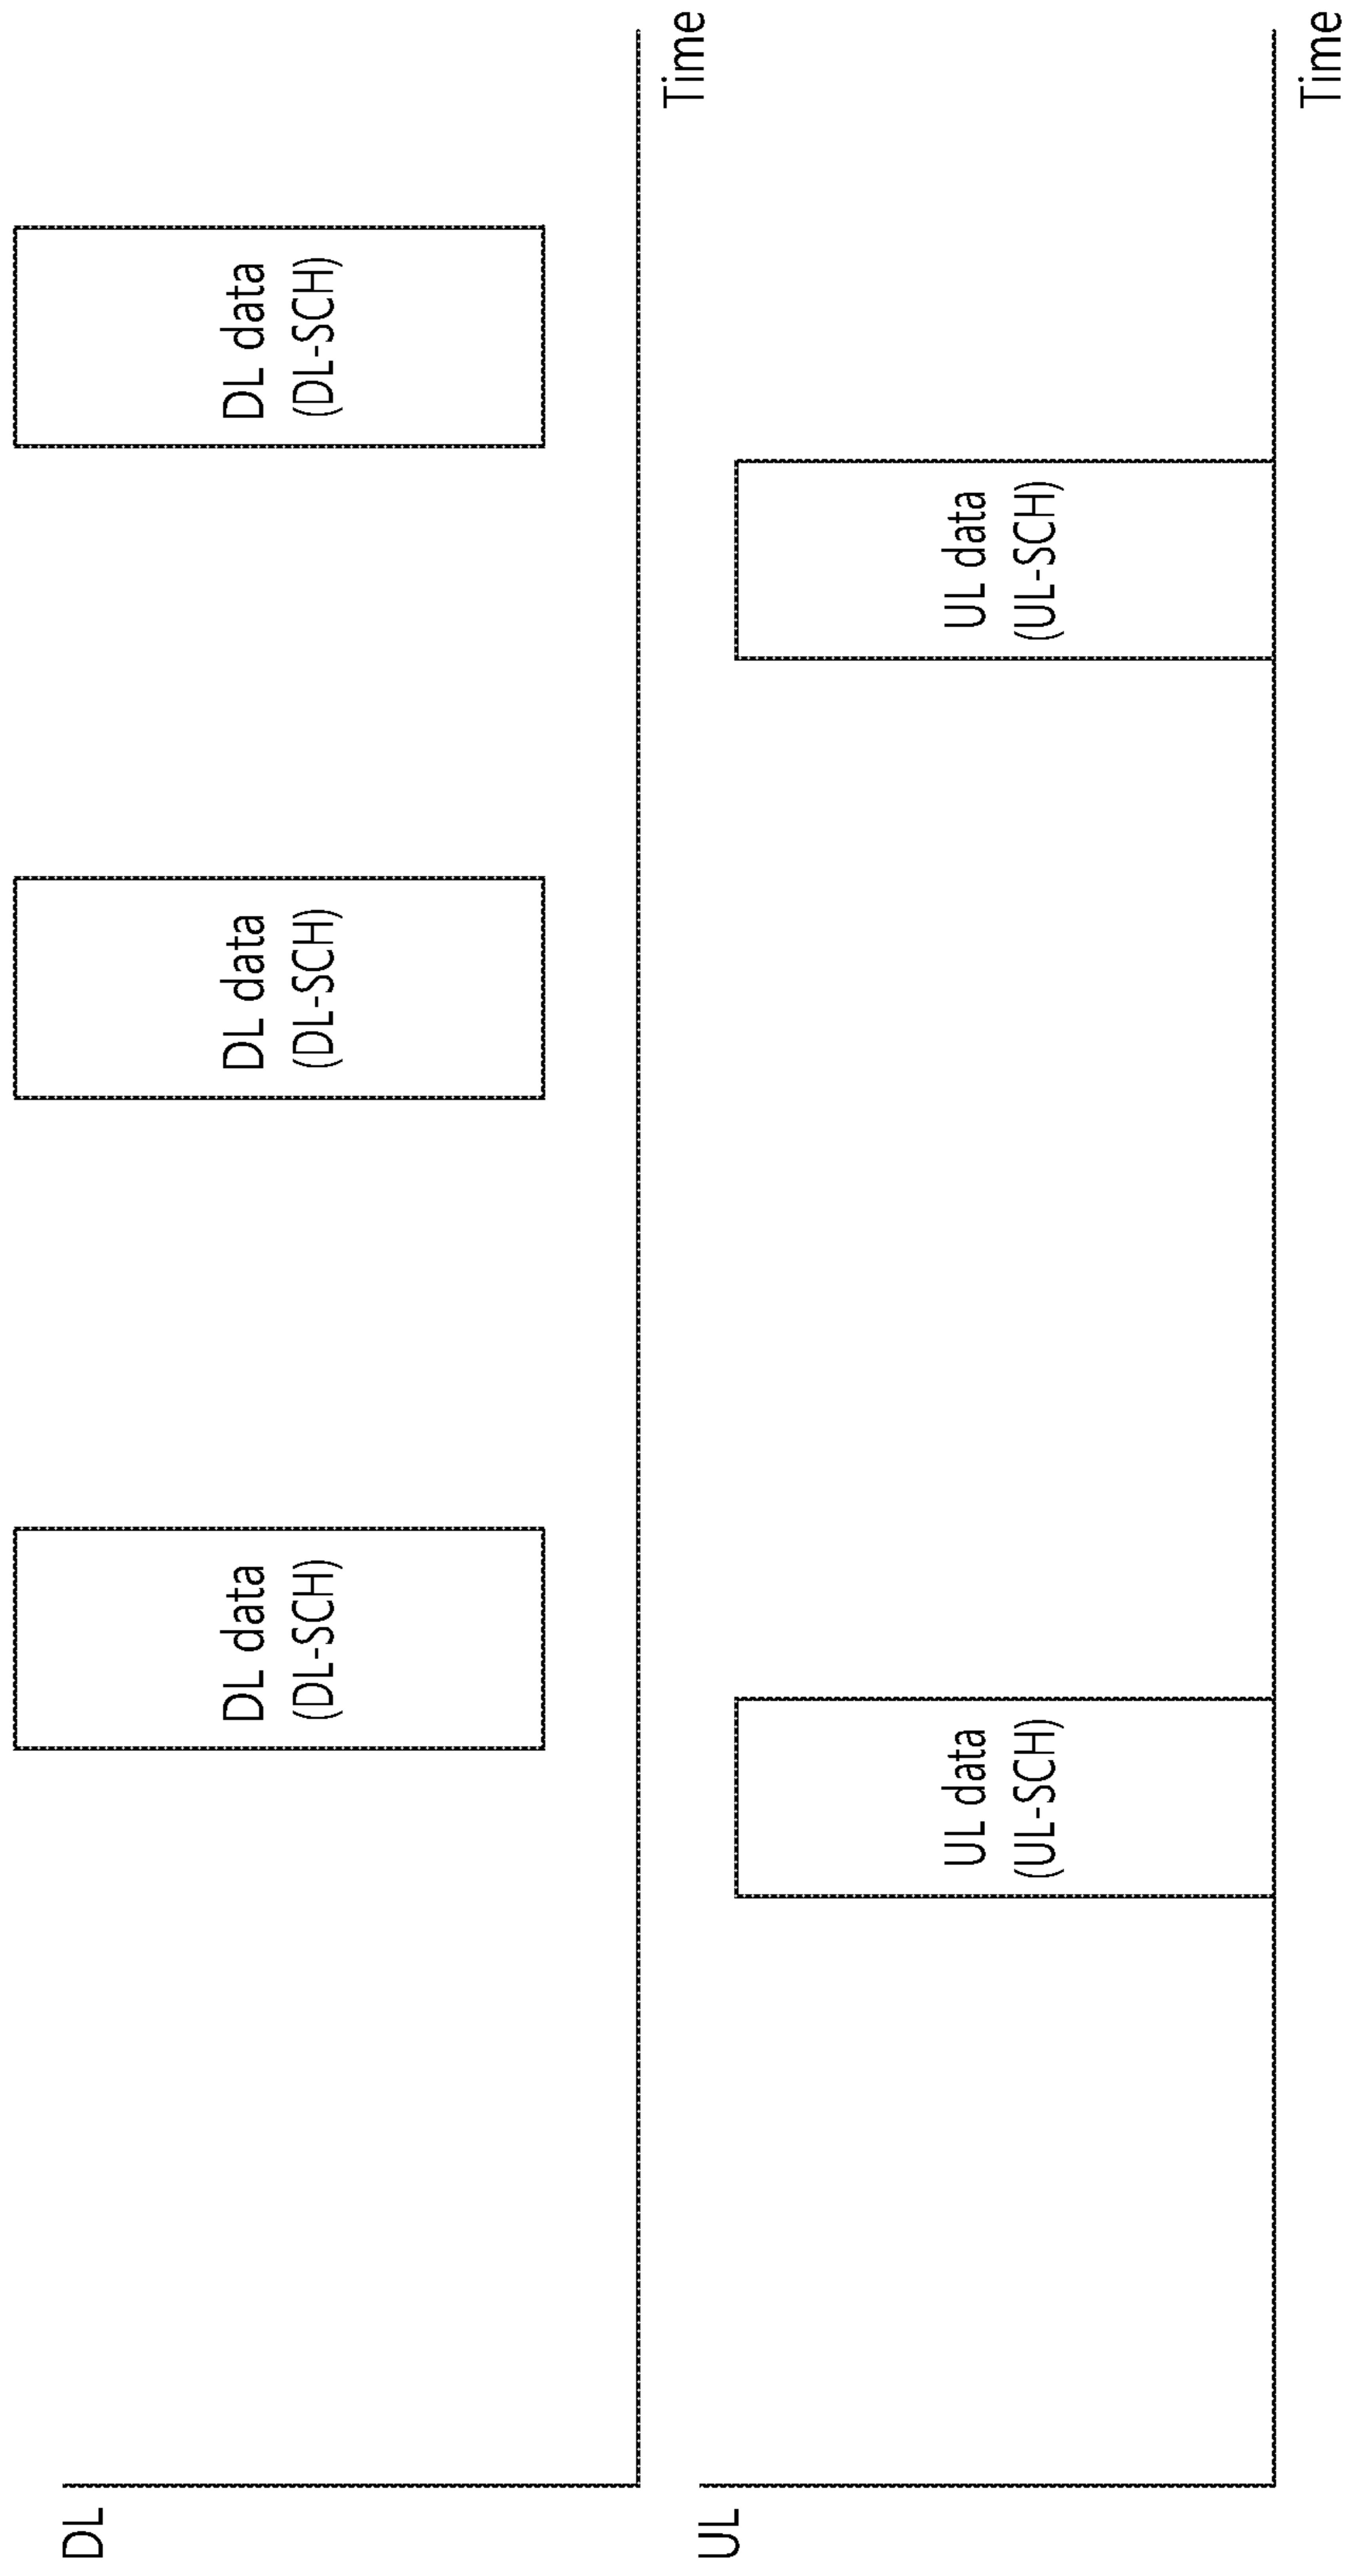 DL
DL data
(DL-SCH)
DL data
(DL-SCH)
DL data
(DL-SCH)
Time
UL
UL data
(UL-SCH)
UL data
(UL-SCH)
Time